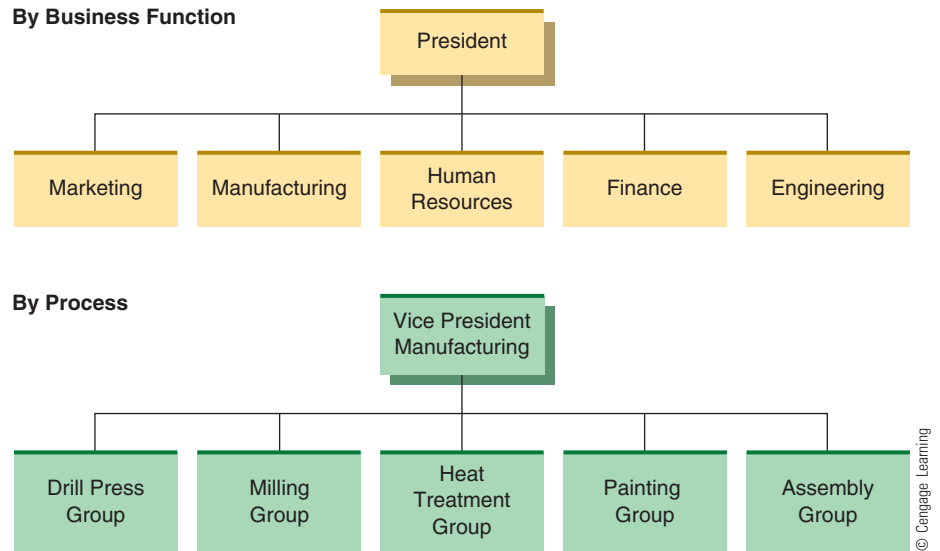 By Business Function
President
Marketing
Manufacturing
Human
Resources
Finance
Engineering
By Process
Vice President
Manufacturing
Drill Press
Group
Milling
Group
Heat
Treatment
Group
Painting
Group
Assembly
Group
© Cengage Learning